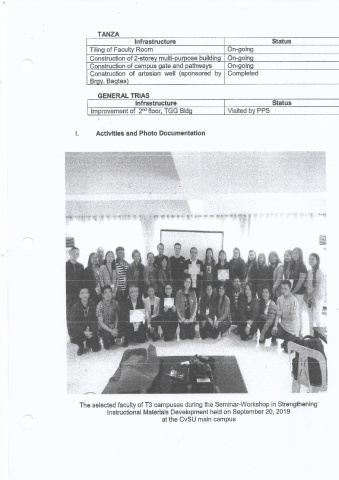 TANZA
Infrastructure Status
Tiling of Faculty Room On-going
Construction of 2-storey multi-purpose building On-going
Construction of campus gate and pathways On-going
Construction of artesian well (sponsored by Completed
Brgy. Bagtas)
GENERAL TRIAS
Infrastructure Status
Improvement of 2nd floor, TGG Bldg Visited by PPS
I. Activities and Photo Documentation
The selected faculty of T3 campuses during the Seminar-Workshop in Strengthening
Instructional Materials Development held on September 20, 2019
at the CvSU main campus